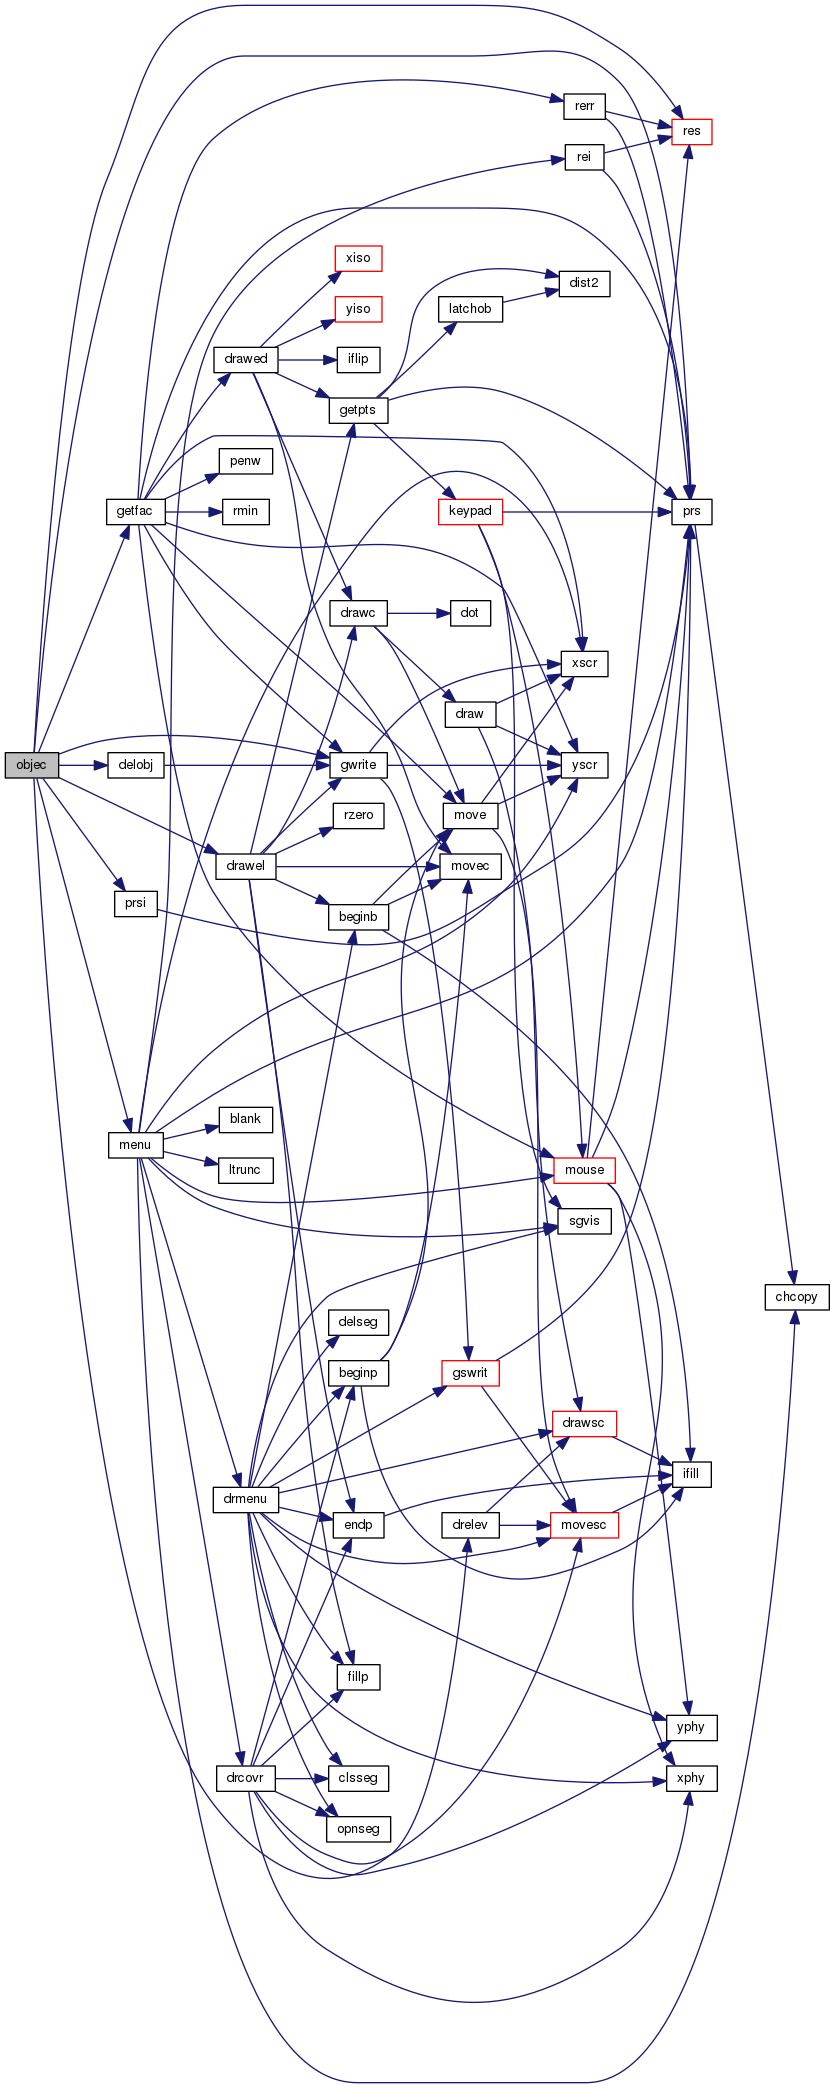 rerr
res
rei
xiso
dist2
yiso
latchob
drawed
iflip
getpts
penw
getfac
rmin
keypad
prs
drawc
dot
xscr
draw
objec
delobj
gwrite
yscr
rzero
move
drawel
movec
prsi
beginb
blank
menu
ltrunc
mouse
sgvis
chcopy
delseg
beginp
gswrit
drawsc
ifill
drmenu
endp
drelev
movesc
fillp
yphy
drcovr
clsseg
xphy
opnseg